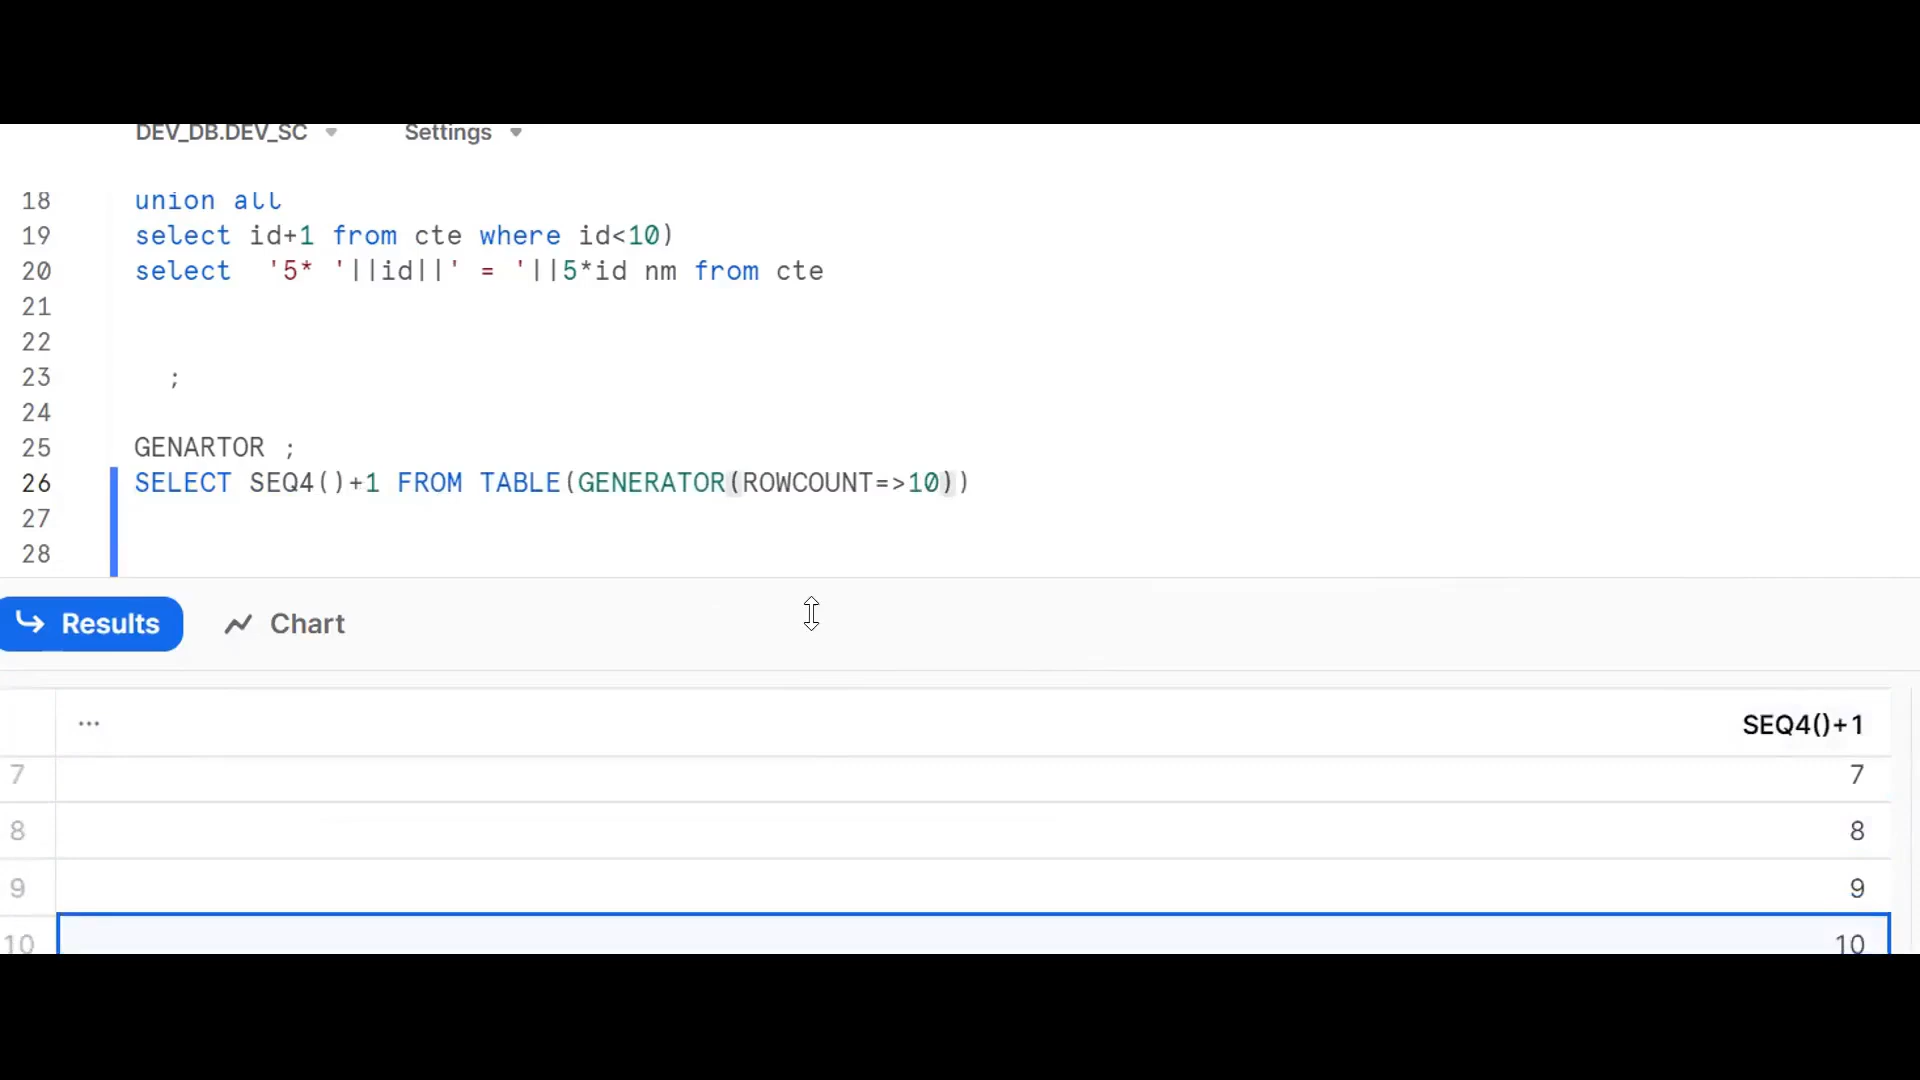 DEV_DB.DEV_SC Settings
18 union all
19 select id+1 from cte where id<10)
20 select  '5* '||id||' = '||5*id nm from cte
21
22
23 ;
24
25 GENARTOR ;
26 SELECT SEQ4()+1 FROM TABLE(GENERATOR(ROWCOUNT=>10))
27
28
Results Chart
... SEQ4()+1
7 7
8 8
9 9
10 10